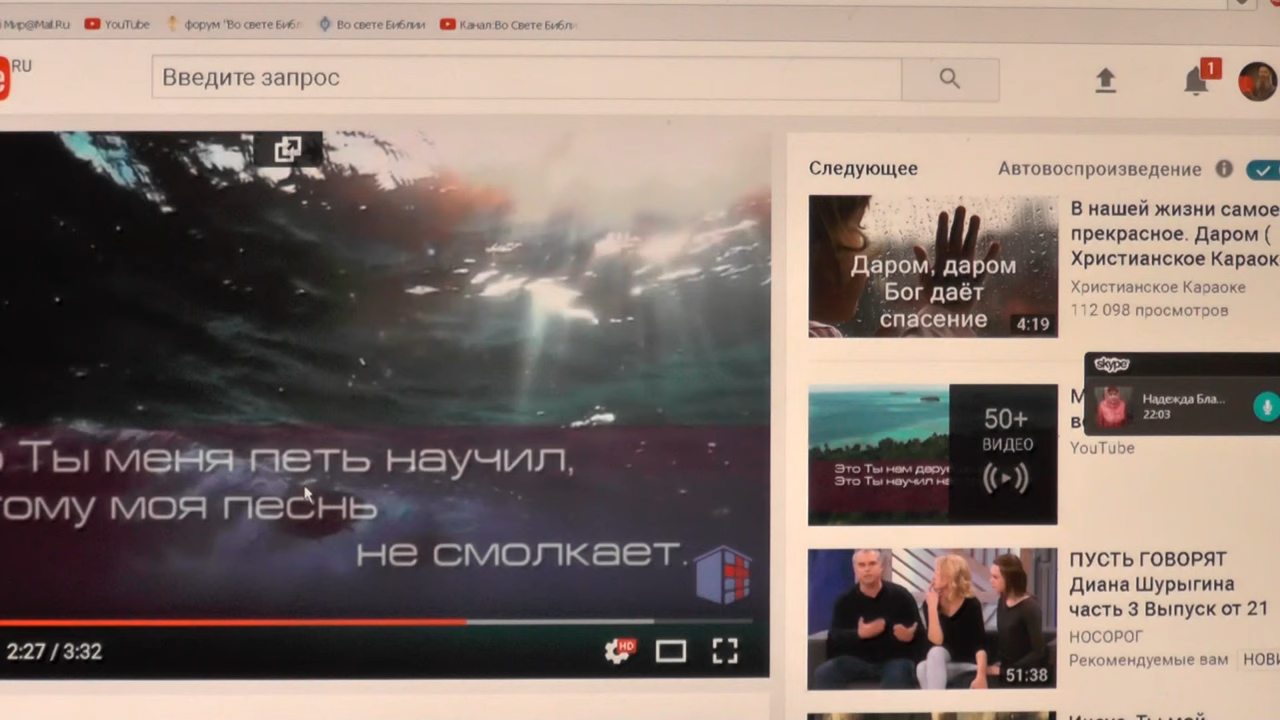 Мир@Mail.Ru
YouTube
форум "Во свете Библ
Во свете Библии
Канал:Во Свете Библи
RU
Введите запрос
1
Ты меня петь научил,
тому моя песнь
не смолкает.
2:27 / 3:32
HD
Следующее
Автовоспроизведение
Даром, даром
Бог даёт
спасение
4:19
В нашей жизни самое
прекрасное. Даром (
Христианское Караок
Христианское Караоке
112 098 просмотров
skype
Надежда Бла...
22:03
50+
ВИДЕО
Это Ты нам дару
Это Ты научил на
YouTube
ПУСТЬ ГОВОРЯТ
Диана Шурыгина
часть 3 Выпуск от 21
НОСОРОГ
Рекомендуемые вам
НОВИ
51:38